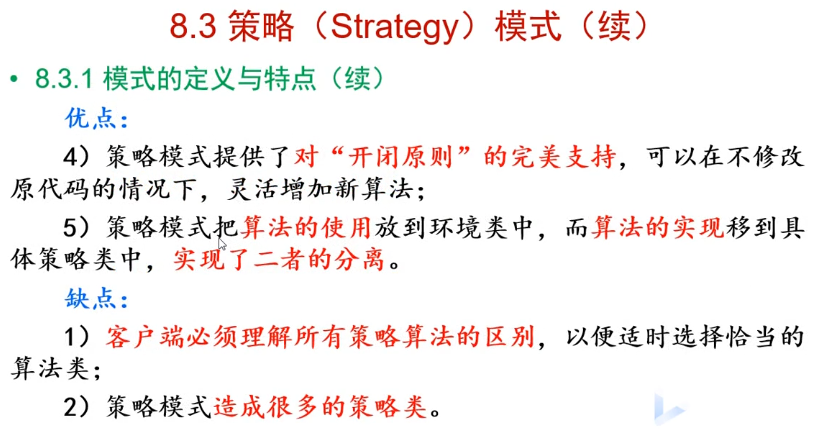 8.3 策略（Strategy）模式（续）
• 8.3.1 模式的定义与特点（续）
优点：
4）策略模式提供了对“开闭原则”的完美支持，可以在不修改
原代码的情况下，灵活增加新算法；
5）策略模式把算法的使用放到环境类中，而算法的实现移到具
体策略类中，实现了二者的分离。
缺点：
1）客户端必须理解所有策略算法的区别，以便适时选择恰当的
算法类；
2）策略模式造成很多的策略类。